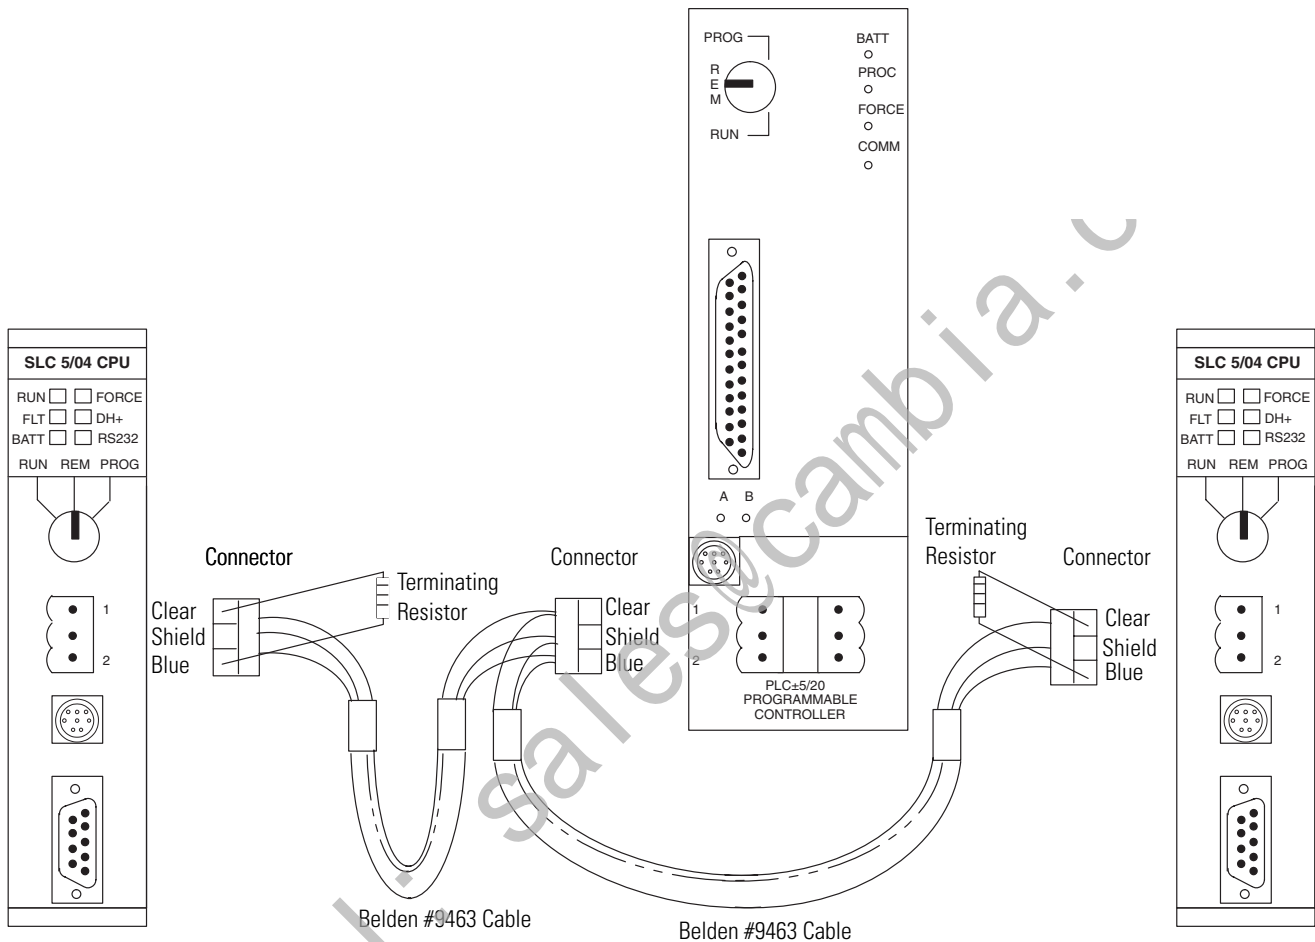 PROG
R
E
M
RUN
BATT
PROC
FORCE
COMM
A B
1
2
PLC±5/20
PROGRAMMABLE
CONTROLLER
SLC 5/04 CPU
RUN FORCE
FLT DH+
BATT RS232
RUN REM PROG
1
2
Connector
Clear
Shield
Blue
Terminating
Resistor
Connector
Clear
Shield
Blue
Terminating
Resistor
Connector
Clear
Shield
Blue
SLC 5/04 CPU
RUN FORCE
FLT DH+
BATT RS232
RUN REM PROG
1
2
Belden #9463 Cable
Belden #9463 Cable
sales@cambia.c